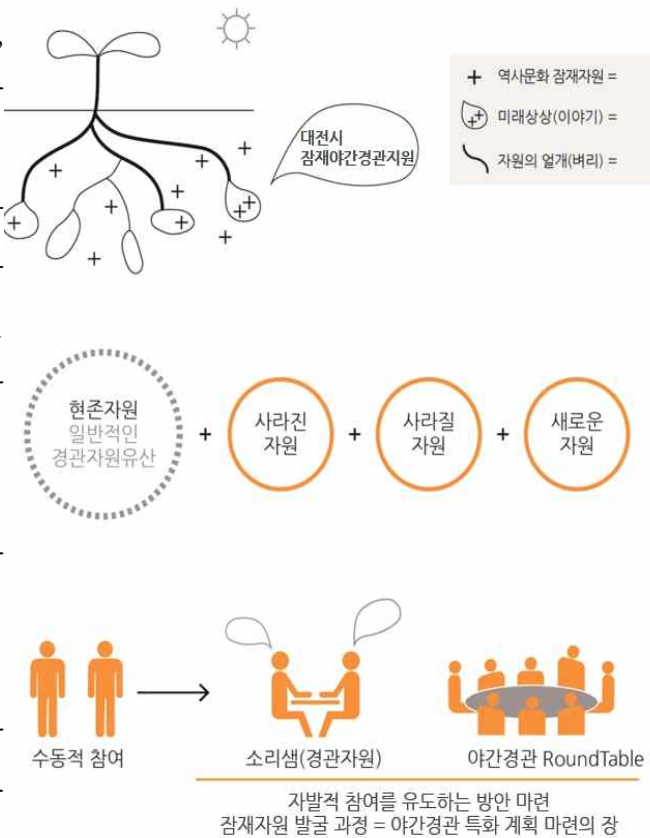 대전시
잠재야간경관지원
+ 역사문화 잠재자원 =
미래상상(이야기) =
자원의 얼개(벼리) =
현존자원
일반적인
경관자원유산
+
사라진
자원
+
사라질
자원
+
새로운
자원
수동적 참여
소리샘(경관자원)
야간경관 RoundTable
자발적 참여를 유도하는 방안 마련
잠재자원 발굴 과정 = 야간경관 특화 계획 마련의 장